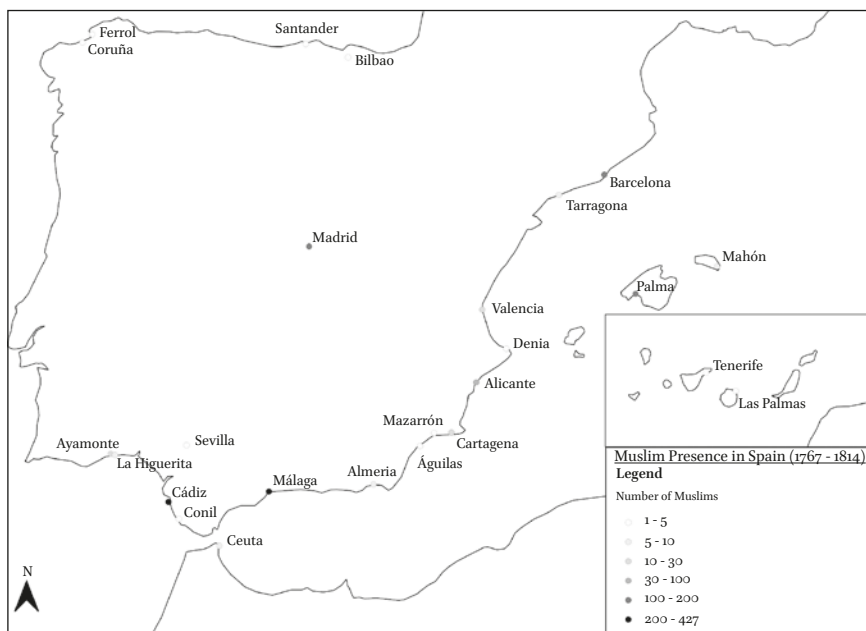 Santander
Ferrol
Coruña
Bilbao
Barcelona
Tarragona
Madrid
Mahón
Palma
Valencia
Denia
Tenerife
Alicante
Las Palmas
Mazarrón
Cartagena
Sevilla
Ayamonte
La Higuerita
Águilas
Almeria
Málaga
Cádiz
Conil
Ceuta
N
Muslim Presence in Spain (1767 - 1814)
Legend
Number of Muslims
1 - 5
5 - 10
10 - 30
30 - 100
100 - 200
200 - 427